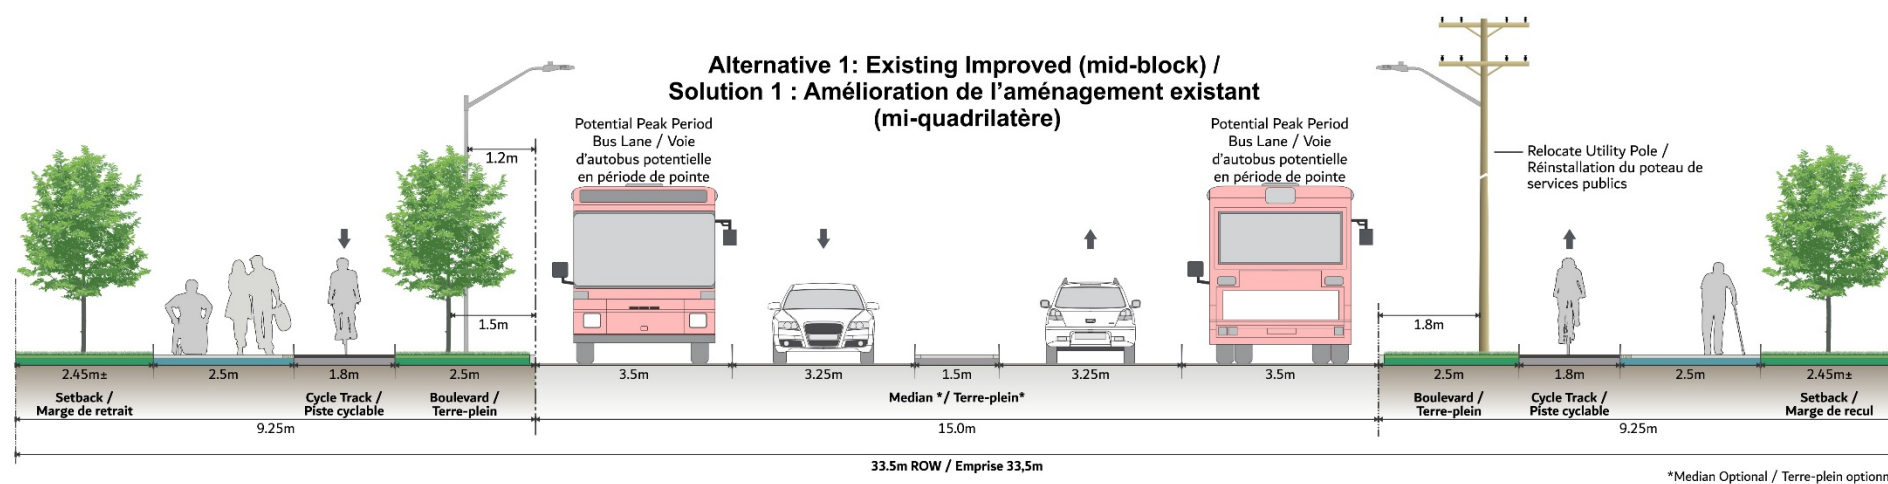 Alternative 1: Existing Improved (mid-block) /
Solution 1 : Amélioration de l'aménagement existant
(mi-quadrilatère)
Potential Peak Period
Bus Lane / Voie
d'autobus potentielle
en période de pointe
Potential Peak Period
Bus Lane / Voie
d'autobus potentielle
en période de pointe
Relocate Utility Pole /
Réinstallation du poteau de
services publics
1.2m
1.5m
1.8m
2.45m±
2.5m
1.8m
2.5m
3.5m
3.25m
1.5m
3.25m
3.5m
2.5m
1.8m
2.5m
2.45m±
Setback /
Marge de retrait
Cycle Track /
Piste cyclable
Boulevard /
Terre-plein
Median */ Terre-plein*
Boulevard /
Terre-plein
Cycle Track /
Piste cyclable
Setback /
Marge de recul
9.25m
15.0m
9.25m
33.5m ROW / Emprise 33,5m
*Median Optional / Terre-plein optionn